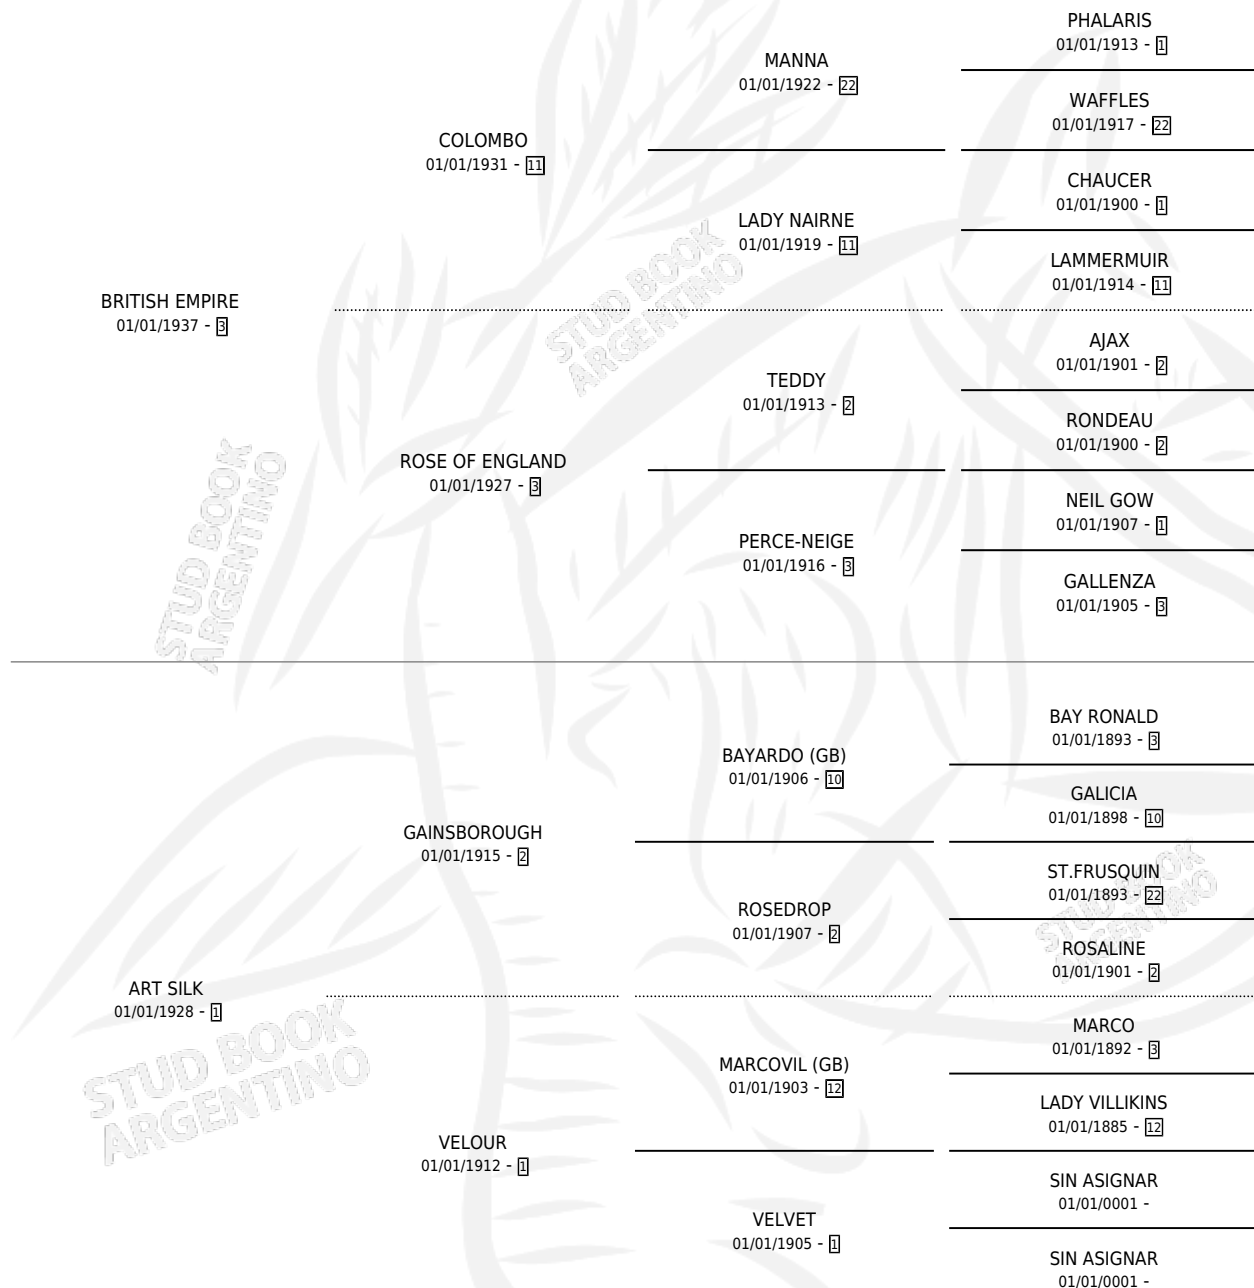 PHALARIS
01/01/1913 - 1
MANNA
01/01/1922 - 22
WAFFLES
01/01/1917 - 22
COLOMBO
01/01/1931 - 11
CHAUCER
01/01/1900 - 1
LADY NAIRNE
01/01/1919 - 11
LAMMERMUIR
01/01/1914 - 11
BRITISH EMPIRE
01/01/1937 - 3
AJAX
01/01/1901 - 2
TEDDY
01/01/1913 - 2
RONDEAU
01/01/1900 - 2
ROSE OF ENGLAND
01/01/1927 - 3
NEIL GOW
01/01/1907 - 1
PERCE-NEIGE
01/01/1916 - 3
GALLENZA
01/01/1905 - 3
BAY RONALD
01/01/1893 - 3
BAYARDO (GB)
01/01/1906 - 10
GALICIA
01/01/1898 - 10
GAINSBOROUGH
01/01/1915 - 2
ST.FRUSQUIN
01/01/1893 - 22
ROSEDROP
01/01/1907 - 2
ROSALINE
01/01/1901 - 2
ART SILK
01/01/1928 - 1
MARCO
01/01/1892 - 3
MARCOVIL (GB)
01/01/1903 - 12
LADY VILLIKINS
01/01/1885 - 12
VELOUR
01/01/1912 - 1
SIN ASIGNAR
01/01/0001 -
VELVET
01/01/1905 - 1
SIN ASIGNAR
01/01/0001 -
STUD BOOK
ARGENTINO
STUD BOOK
ARGENTINO
STUD BOOK
ARGENTINO
STUD BOOK
ARGENTINO